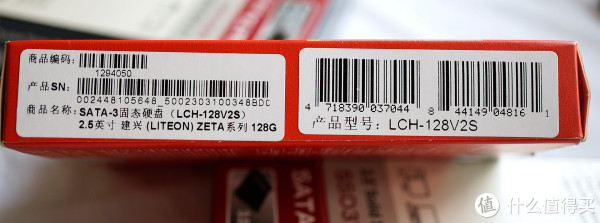 商品编码:
1294050
产品SN:
002448105648 5002303100348BDD
商品名称: SATA-3固态硬盘 (LCH-128V2S)
2.5英寸 建兴 (LITEON) ZETA系列 128G
4 718390 037044
8 44149 04816 1
产品型号: LCH-128V2S
SATA
值 什么值得买